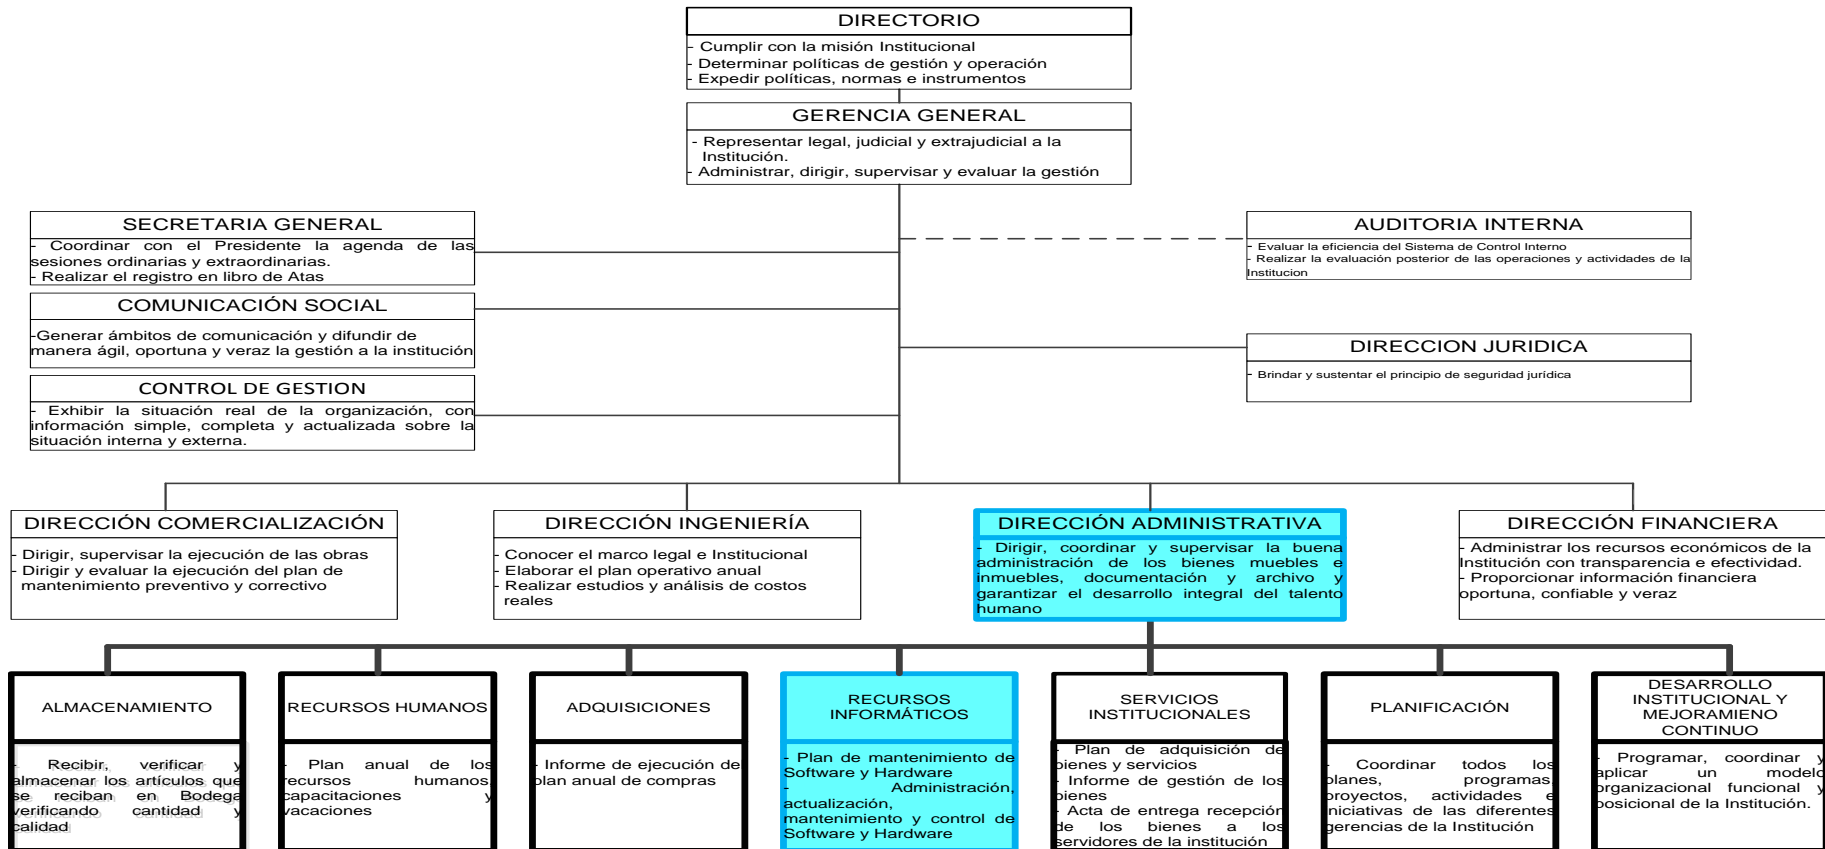 DIRECTORIO
- Cumplir con la misión Institucional
- Determinar políticas de gestión y operación
- Expedir políticas, normas e instrumentos
GERENCIA GENERAL
- Representar legal, judicial y extrajudicial a la
Institución.
- Administrar, dirigir, supervisar y evaluar la gestión
SECRETARIA GENERAL
- Coordinar con el Presidente la agenda de las
sesiones ordinarias y extraordinarias.
- Realizar el registro en libro de Atas
AUDITORIA INTERNA
- Evaluar la eficiencia del Sistema de Control Interno
- Realizar la evaluación posterior de las operaciones y actividades de la
Institucion
COMUNICACIÓN SOCIAL
-Generar ámbitos de comunicación y difundir de
manera ágil, oportuna y veraz la gestión a la institución
DIRECCION JURIDICA
- Brindar y sustentar el principio de seguridad jurídica
CONTROL DE GESTION
- Exhibir la situación real de la organización, con
información simple, completa y actualizada sobre la
situación interna y externa.
DIRECCIÓN COMERCIALIZACIÓN
- Dirigir, supervisar la ejecución de las obras
- Dirigir y evaluar la ejecución del plan de
mantenimiento preventivo y correctivo
DIRECCIÓN INGENIERÍA
- Conocer el marco legal e Institucional
- Elaborar el plan operativo anual
- Realizar estudios y análisis de costos
reales
DIRECCIÓN ADMINISTRATIVA
- Dirigir, coordinar y supervisar la buena
administración de los bienes muebles e
inmuebles, documentación y archivo y
garantizar el desarrollo integral del talento
humano
DIRECCIÓN FINANCIERA
- Administrar los recursos económicos de la
Institución con transparencia e efectividad.
- Proporcionar información financiera
oportuna, confiable y veraz
ALMACENAMIENTO
- Recibir, verificar y
almacenar los artículos que
se reciban en Bodega
verificando cantidad y
calidad
RECURSOS HUMANOS
- Plan anual de los
recursos humanos,
capacitaciones y
vacaciones
ADQUISICIONES
- Informe de ejecución de
plan anual de compras
RECURSOS
INFORMÁTICOS
- Plan de mantenimiento de
Software y Hardware
- Administración,
actualización,
mantenimiento y control de
Software y Hardware
SERVICIOS
INSTITUCIONALES
- Plan de adquisición de
bienes y servicios
- Informe de gestión de los
bienes
- Acta de entrega recepción
de los bienes a los
servidores de la institución
PLANIFICACIÓN
- Coordinar todos los
planes, programas,
proyectos, actividades e
iniciativas de las diferentes
gerencias de la Institución
DESARROLLO
INSTITUCIONAL Y
MEJORAMIENO
CONTINUO
- Programar, coordinar y
aplicar un modelo
organizacional funcional y
posicional de la Institución.